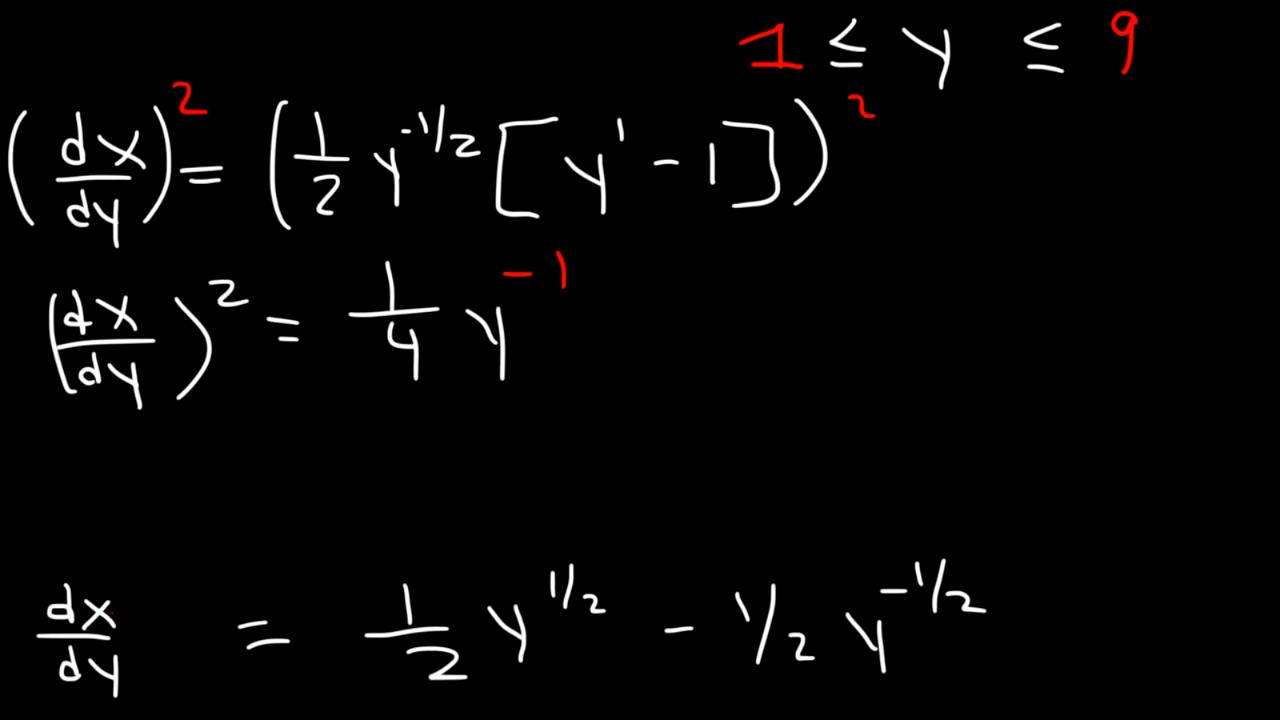 1 ≤ y ≤ 9
(dx/dy)² = (1/2 y^(-1/2) [y¹ - 1])²
(dx/dy)² = 1/4 y^(-1)
dx/dy = 1/2 y^(1/2) - 1/2 y^(-1/2)